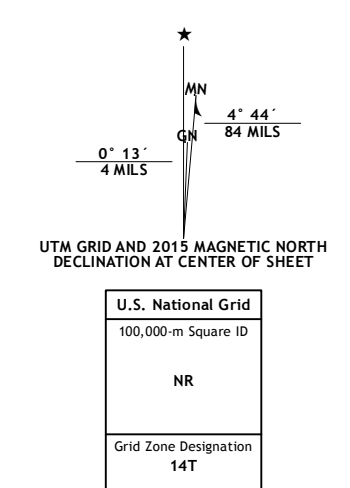 ★
MN
GN
4° 44´
84 MILS
0° 13´
4 MILS
UTM GRID AND 2015 MAGNETIC NORTH
DECLINATION AT CENTER OF SHEET
U.S. National Grid
100,000-m Square ID
NR
Grid Zone Designation
14T